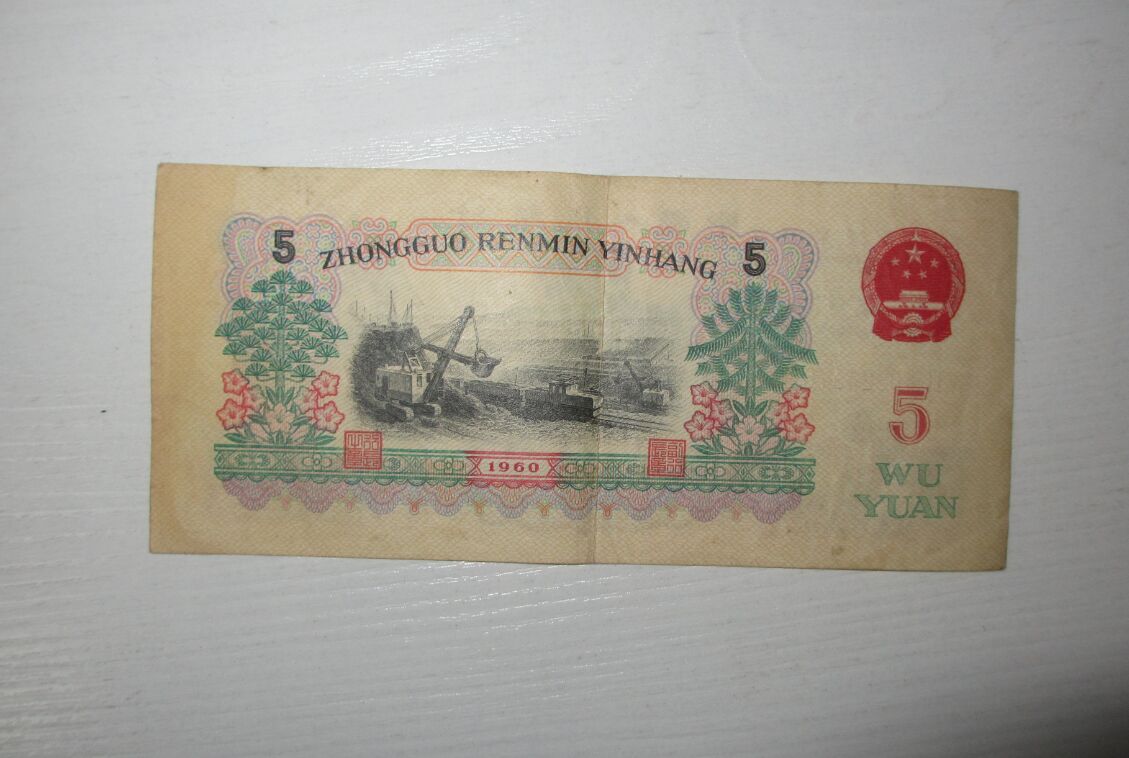 5 ZHONGGUO RENMIN YINHANG 5
1960
5
WU
YUAN